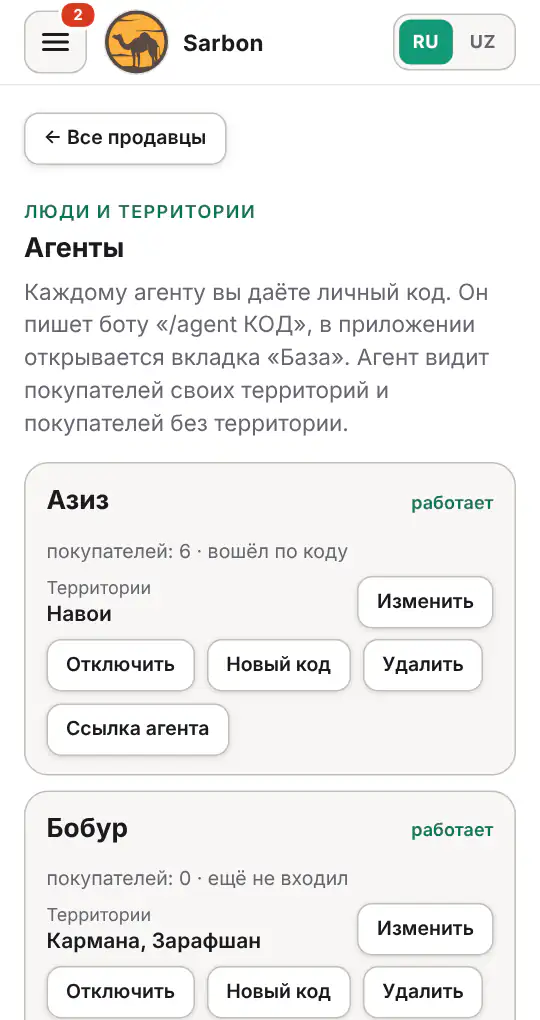 2
Sarbon
RU UZ
← Все продавцы
ЛЮДИ И ТЕРРИТОРИИ
Агенты
Каждому агенту вы даёте личный код. Он
пишет боту «/agent КОД», в приложении
открывается вкладка «База». Агент видит
покупателей своих территорий и
покупателей без территории.
Азиз
работает
покупателей: 6 · вошёл по коду
Территории
Навои
Изменить
Отключить Новый код Удалить
Ссылка агента
Бобур
работает
покупателей: 0 · ещё не входил
Территории
Кармана, Зарафшан
Изменить
Отключить Новый код Удалить